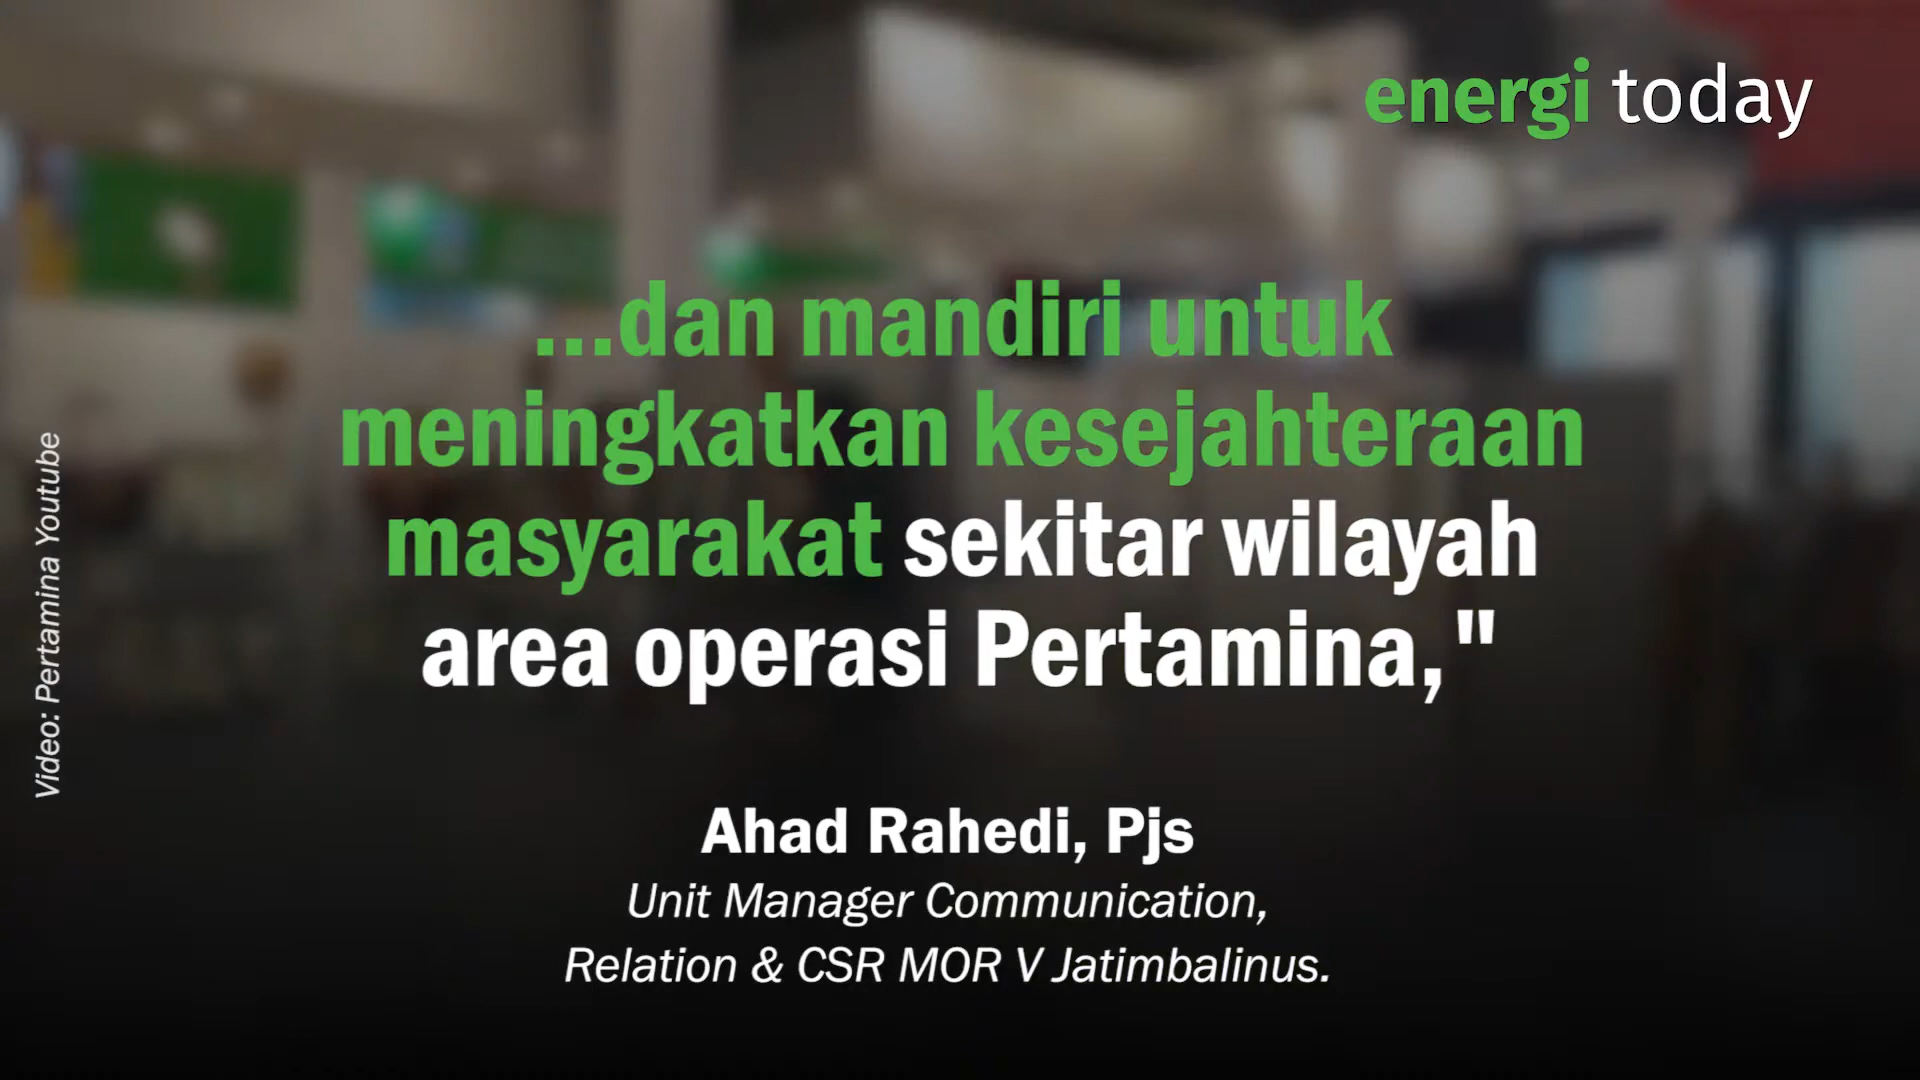 energi today
...dan mandiri untuk
meningkatkan kesejahteraan
masyarakat sekitar wilayah
area operasi Pertamina,"
Video: Pertamina Youtube
Ahad Rahedi, Pjs
Unit Manager Communication,
Relation & CSR MOR V Jatimbalinus.